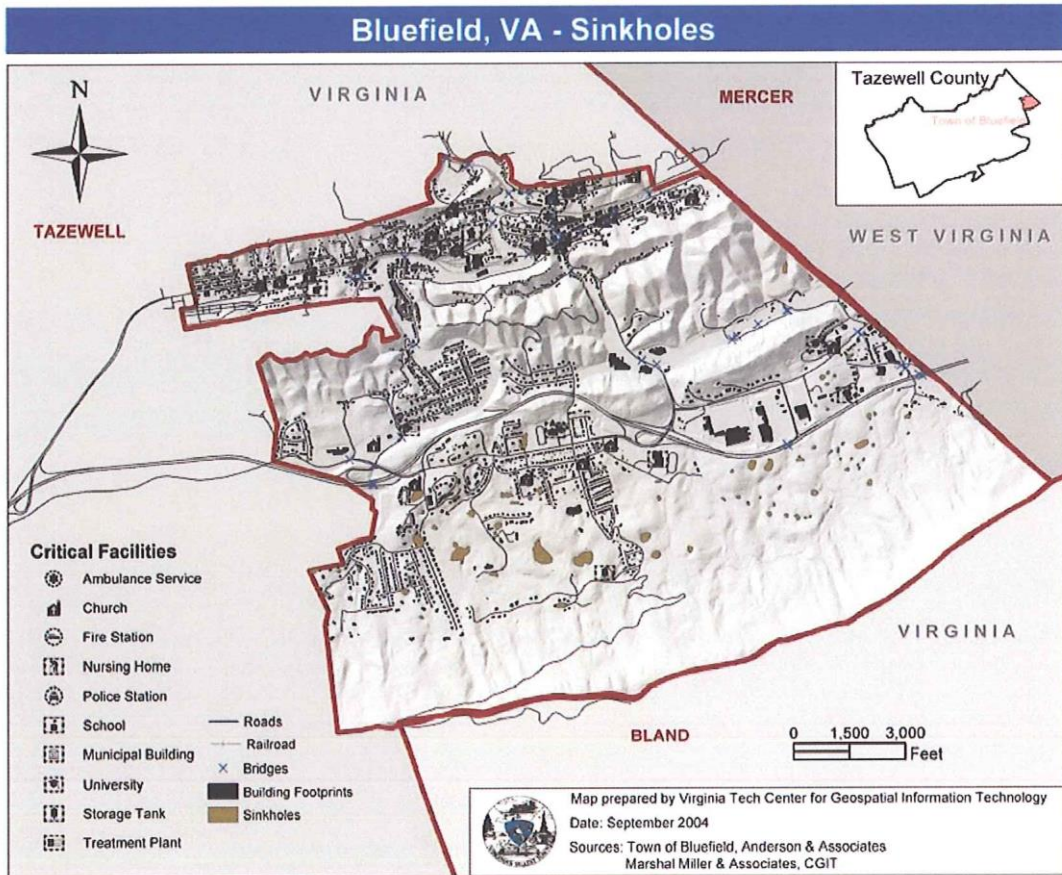 Bluefield, VA - Sinkholes
N
VIRGINIA
MERCER
Tazewell County
Town of Bluefield
TAZEWELL
WEST VIRGINIA
Critical Facilities
Ambulance Service
Church
Fire Station
Nursing Home
Police Station
School
Municipal Building
University
Storage Tank
Treatment Plant
Roads
Railroad
Bridges
Building Footprints
Sinkholes
VIRGINIA
BLAND
0 1,500 3,000
Feet
Map prepared by Virginia Tech Center for Geospatial Information Technology
Date: September 2004
Sources: Town of Bluefield, Anderson & Associates
Marshal Miller & Associates, CGIT